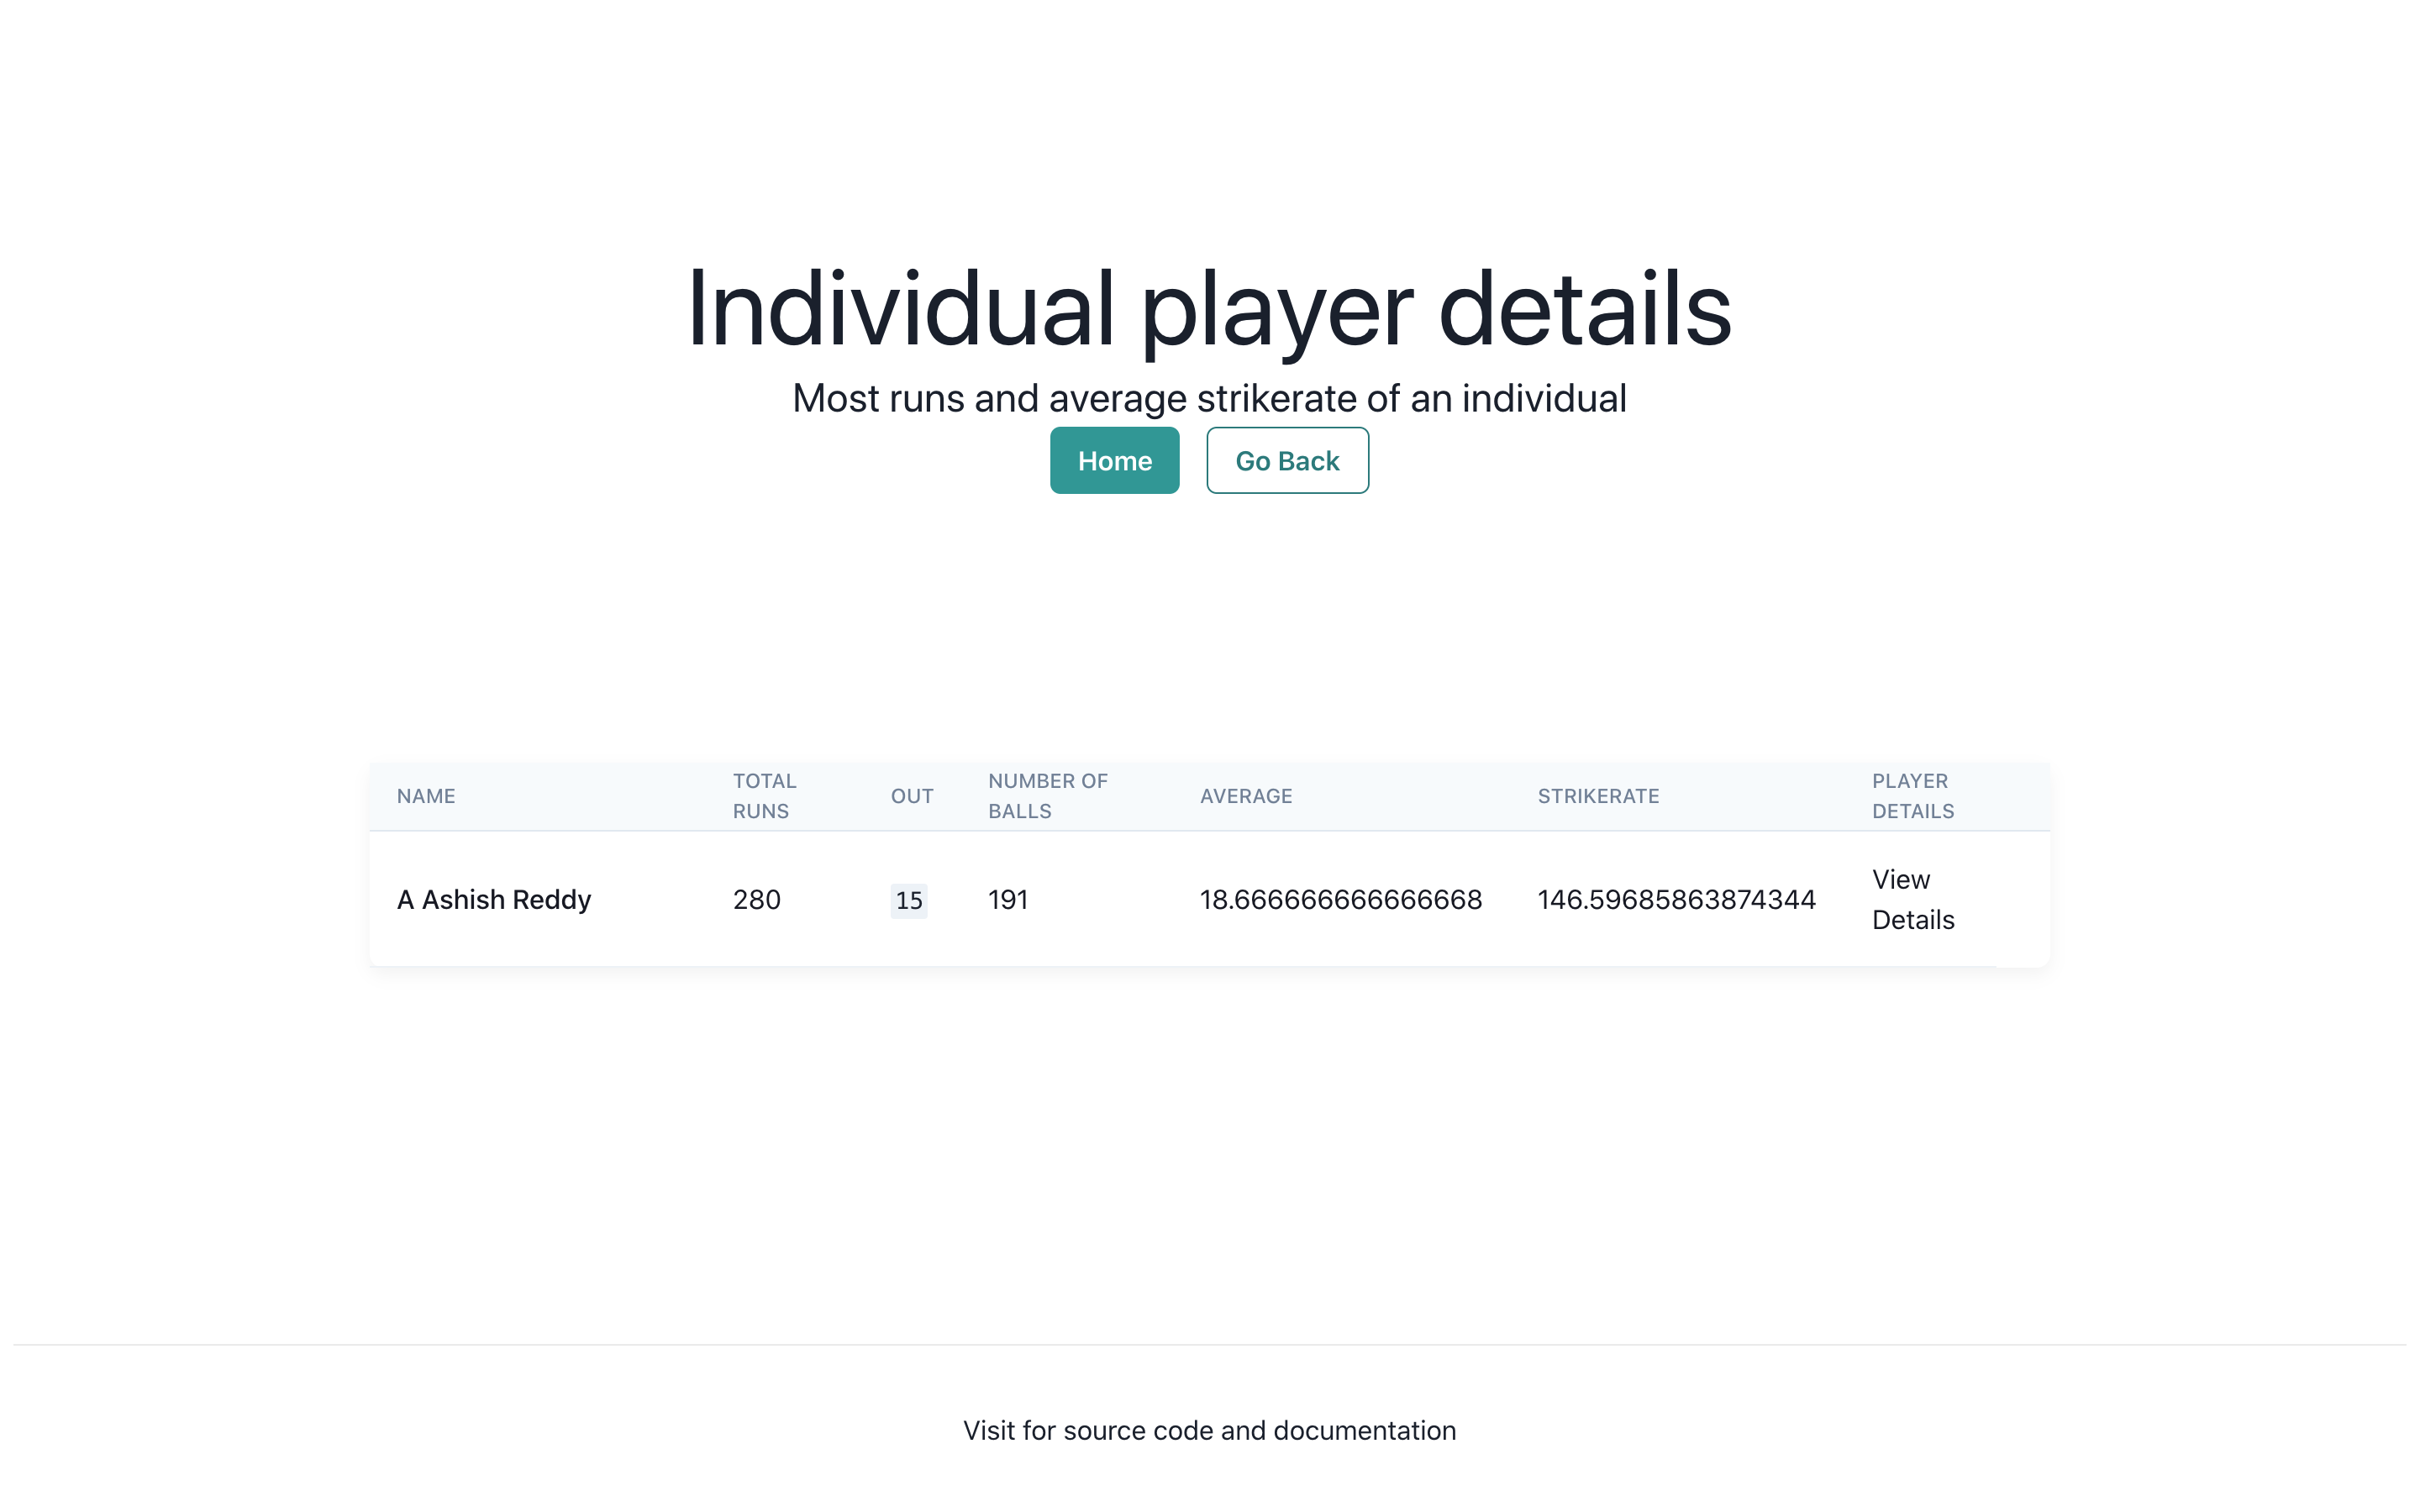 Individual player details
Most runs and average strikerate of an individual
Home
Go Back
NAME
TOTAL RUNS
OUT
NUMBER OF BALLS
AVERAGE
STRIKERATE
PLAYER DETAILS
A Ashish Reddy
280
15
191
18.666666666666668
146.59685863874344
View Details
Visit for source code and documentation